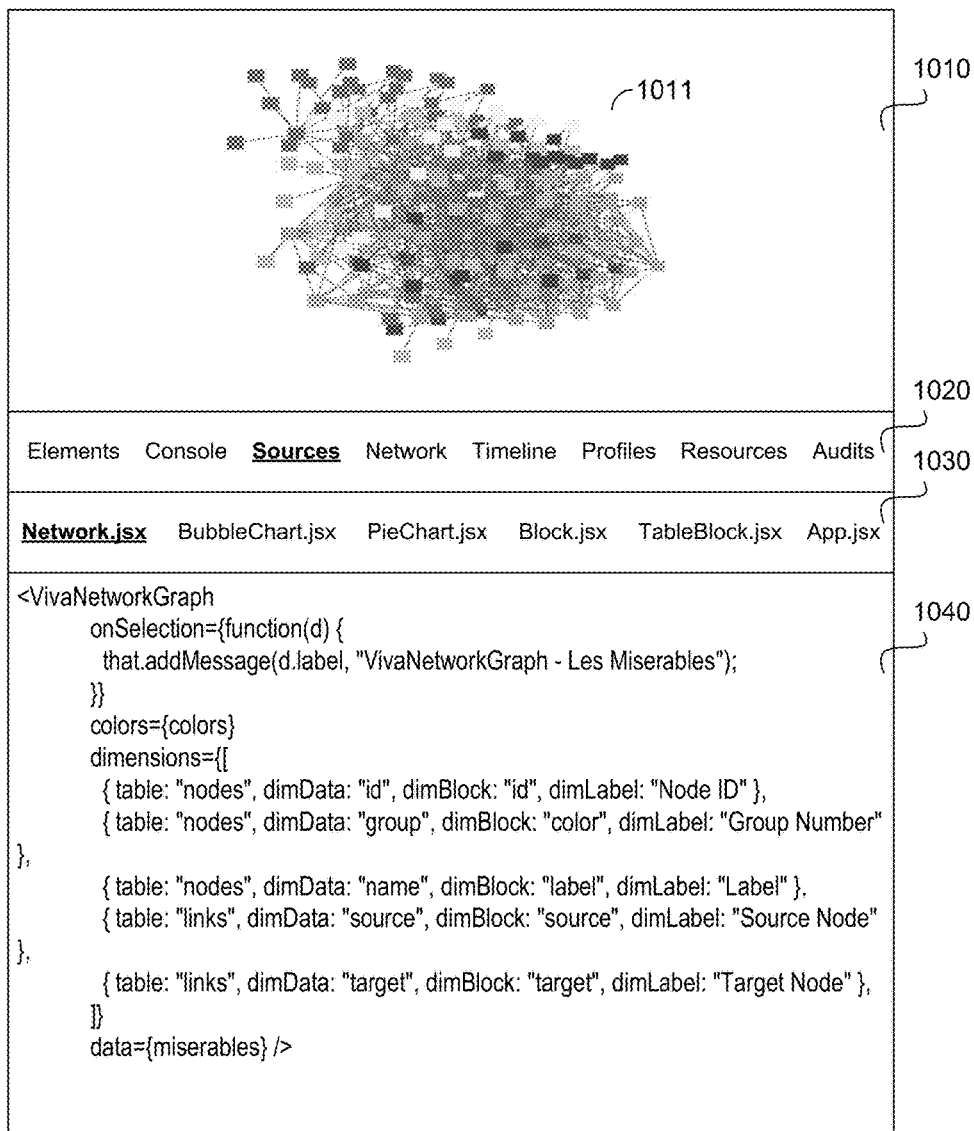 1010
1011
1020
Elements Console Sources Network Timeline Profiles Resources Audits
1030
Network.jsx BubbleChart.jsx PieChart.jsx Block.jsx TableBlock.jsx App.jsx
1040
<VivaNetworkGraph
onSelection={function(d) {
that.addMessage(d.label, "VivaNetworkGraph - Les Miserables");
}}
colors={colors}
dimensions={[
{ table: "nodes", dimData: "id", dimBlock: "id", dimLabel: "Node ID" },
{ table: "nodes", dimData: "group", dimBlock: "color", dimLabel: "Group Number"
},
{ table: "nodes", dimData: "name", dimBlock: "label", dimLabel: "Label" },
{ table: "links", dimData: "source", dimBlock: "source", dimLabel: "Source Node"
},
{ table: "links", dimData: "target", dimBlock: "target", dimLabel: "Target Node" },
]}
data={miserables} />